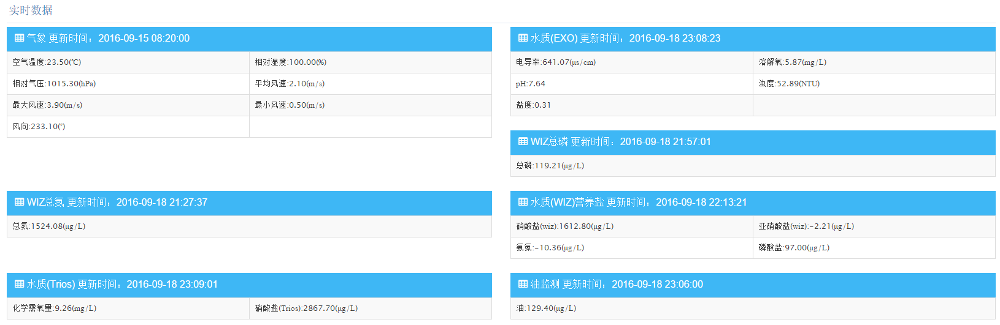 实时数据
气象 更新时间：2016-09-15 08:20:00
空气温度:23.50(℃) 相对湿度:100.00(%)
相对气压:1015.30(hPa) 平均风速:2.10(m/s)
最大风速:3.90(m/s) 最小风速:0.50(m/s)
风向:233.10(°)
水质(EXO) 更新时间：2016-09-18 23:08:23
电导率:641.07(μs/cm) 溶解氧:5.87(mg/L)
pH:7.64 浊度:52.89(NTU)
盐度:0.31
WIZ总磷 更新时间：2016-09-18 21:57:01
总磷:119.21(μg/L)
WIZ总氮 更新时间：2016-09-18 21:27:37
总氮:1524.08(μg/L)
水质(WIZ)营养盐 更新时间：2016-09-18 22:13:21
硝酸盐(wiz):1612.80(μg/L) 亚硝酸盐(wiz):-2.21(μg/L)
氨氮:-10.36(μg/L) 磷酸盐:97.00(μg/L)
水质(Trios) 更新时间：2016-09-18 23:09:01
化学需氧量:9.26(mg/L) 硝酸盐(Trios):2867.70(μg/L)
油监测 更新时间：2016-09-18 23:06:00
油:129.40(μg/L)